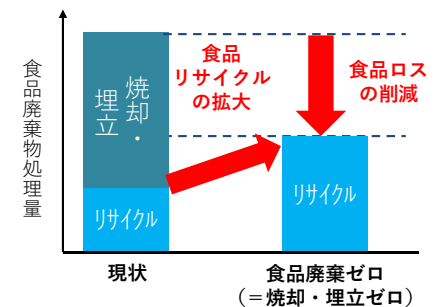 食品廃棄物処理量
焼却・
埋立
リサイクル
食品
リサイクル
の拡大
食品ロス
の削減
リサイクル
現状
食品廃棄ゼロ
（＝焼却・埋立ゼロ）